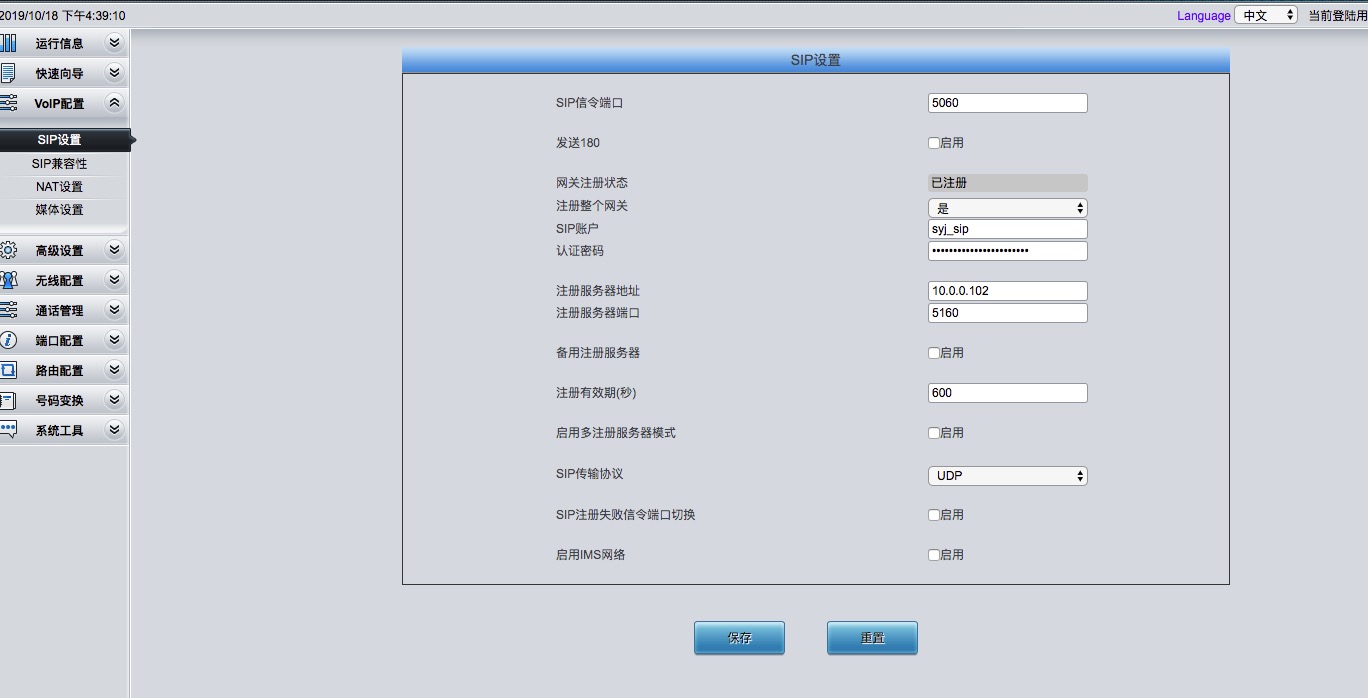 2019/10/18 下午4:39:10
Language 中文 当前登陆用
运行信息
快速向导
VoIP配置
SIP设置
SIP兼容性
NAT设置
媒体设置
高级设置
无线配置
通话管理
端口配置
路由配置
号码变换
系统工具
SIP设置
SIP信令端口 5060
发送180 启用
网关注册状态 已注册
注册整个网关 是
SIP账户 syj_sip
认证密码 •••••••••••••••••••••••
注册服务器地址 10.0.0.102
注册服务器端口 5160
备用注册服务器 启用
注册有效期(秒) 600
启用多注册服务器模式 启用
SIP传输协议 UDP
SIP注册失败信令端口切换 启用
启用IMS网络 启用
保存 重置